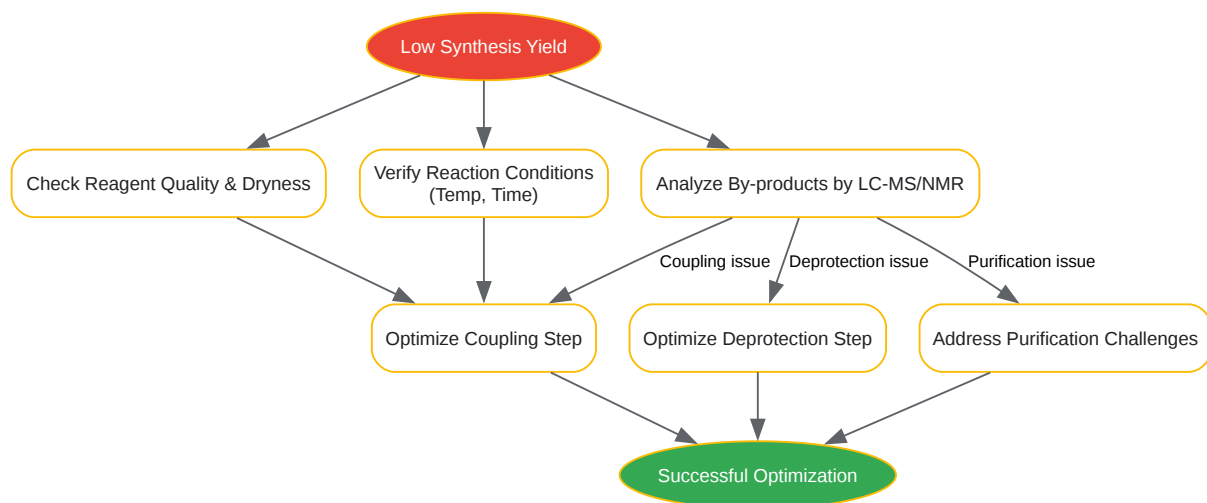 Low Synthesis Yield
Check Reagent Quality & Dryness
Verify Reaction Conditions
(Temp, Time)
Analyze By-products by LC-MS/NMR
Coupling issue
Deprotection issue
Purification issue
Optimize Coupling Step
Optimize Deprotection Step
Address Purification Challenges
Successful Optimization